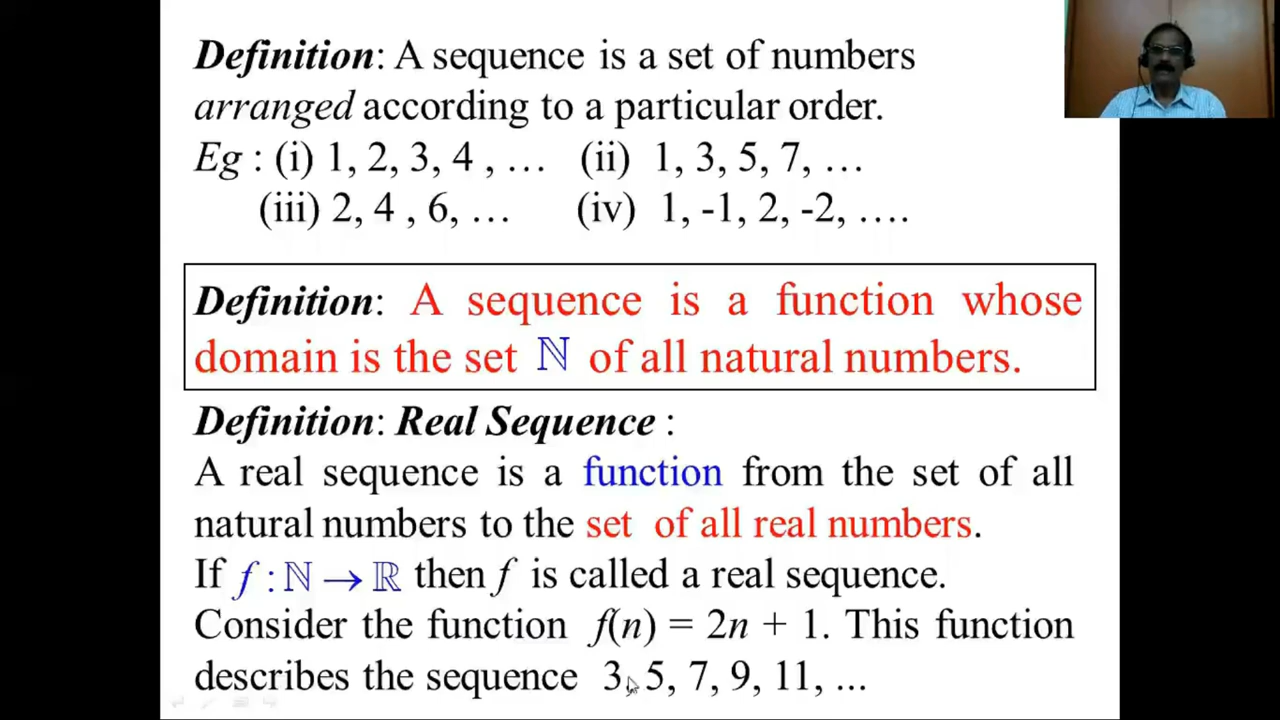 Definition: A sequence is a set of numbers
arranged according to a particular order.
Eg : (i) 1, 2, 3, 4 , … (ii) 1, 3, 5, 7, …
(iii) 2, 4 , 6, … (iv) 1, -1, 2, -2, ….
Definition: A sequence is a function whose
domain is the set ℕ of all natural numbers.
Definition: Real Sequence :
A real sequence is a function from the set of all
natural numbers to the set of all real numbers.
If f : ℕ → ℝ then f is called a real sequence.
Consider the function f(n) = 2n + 1. This function
describes the sequence 3, 5, 7, 9, 11, ...